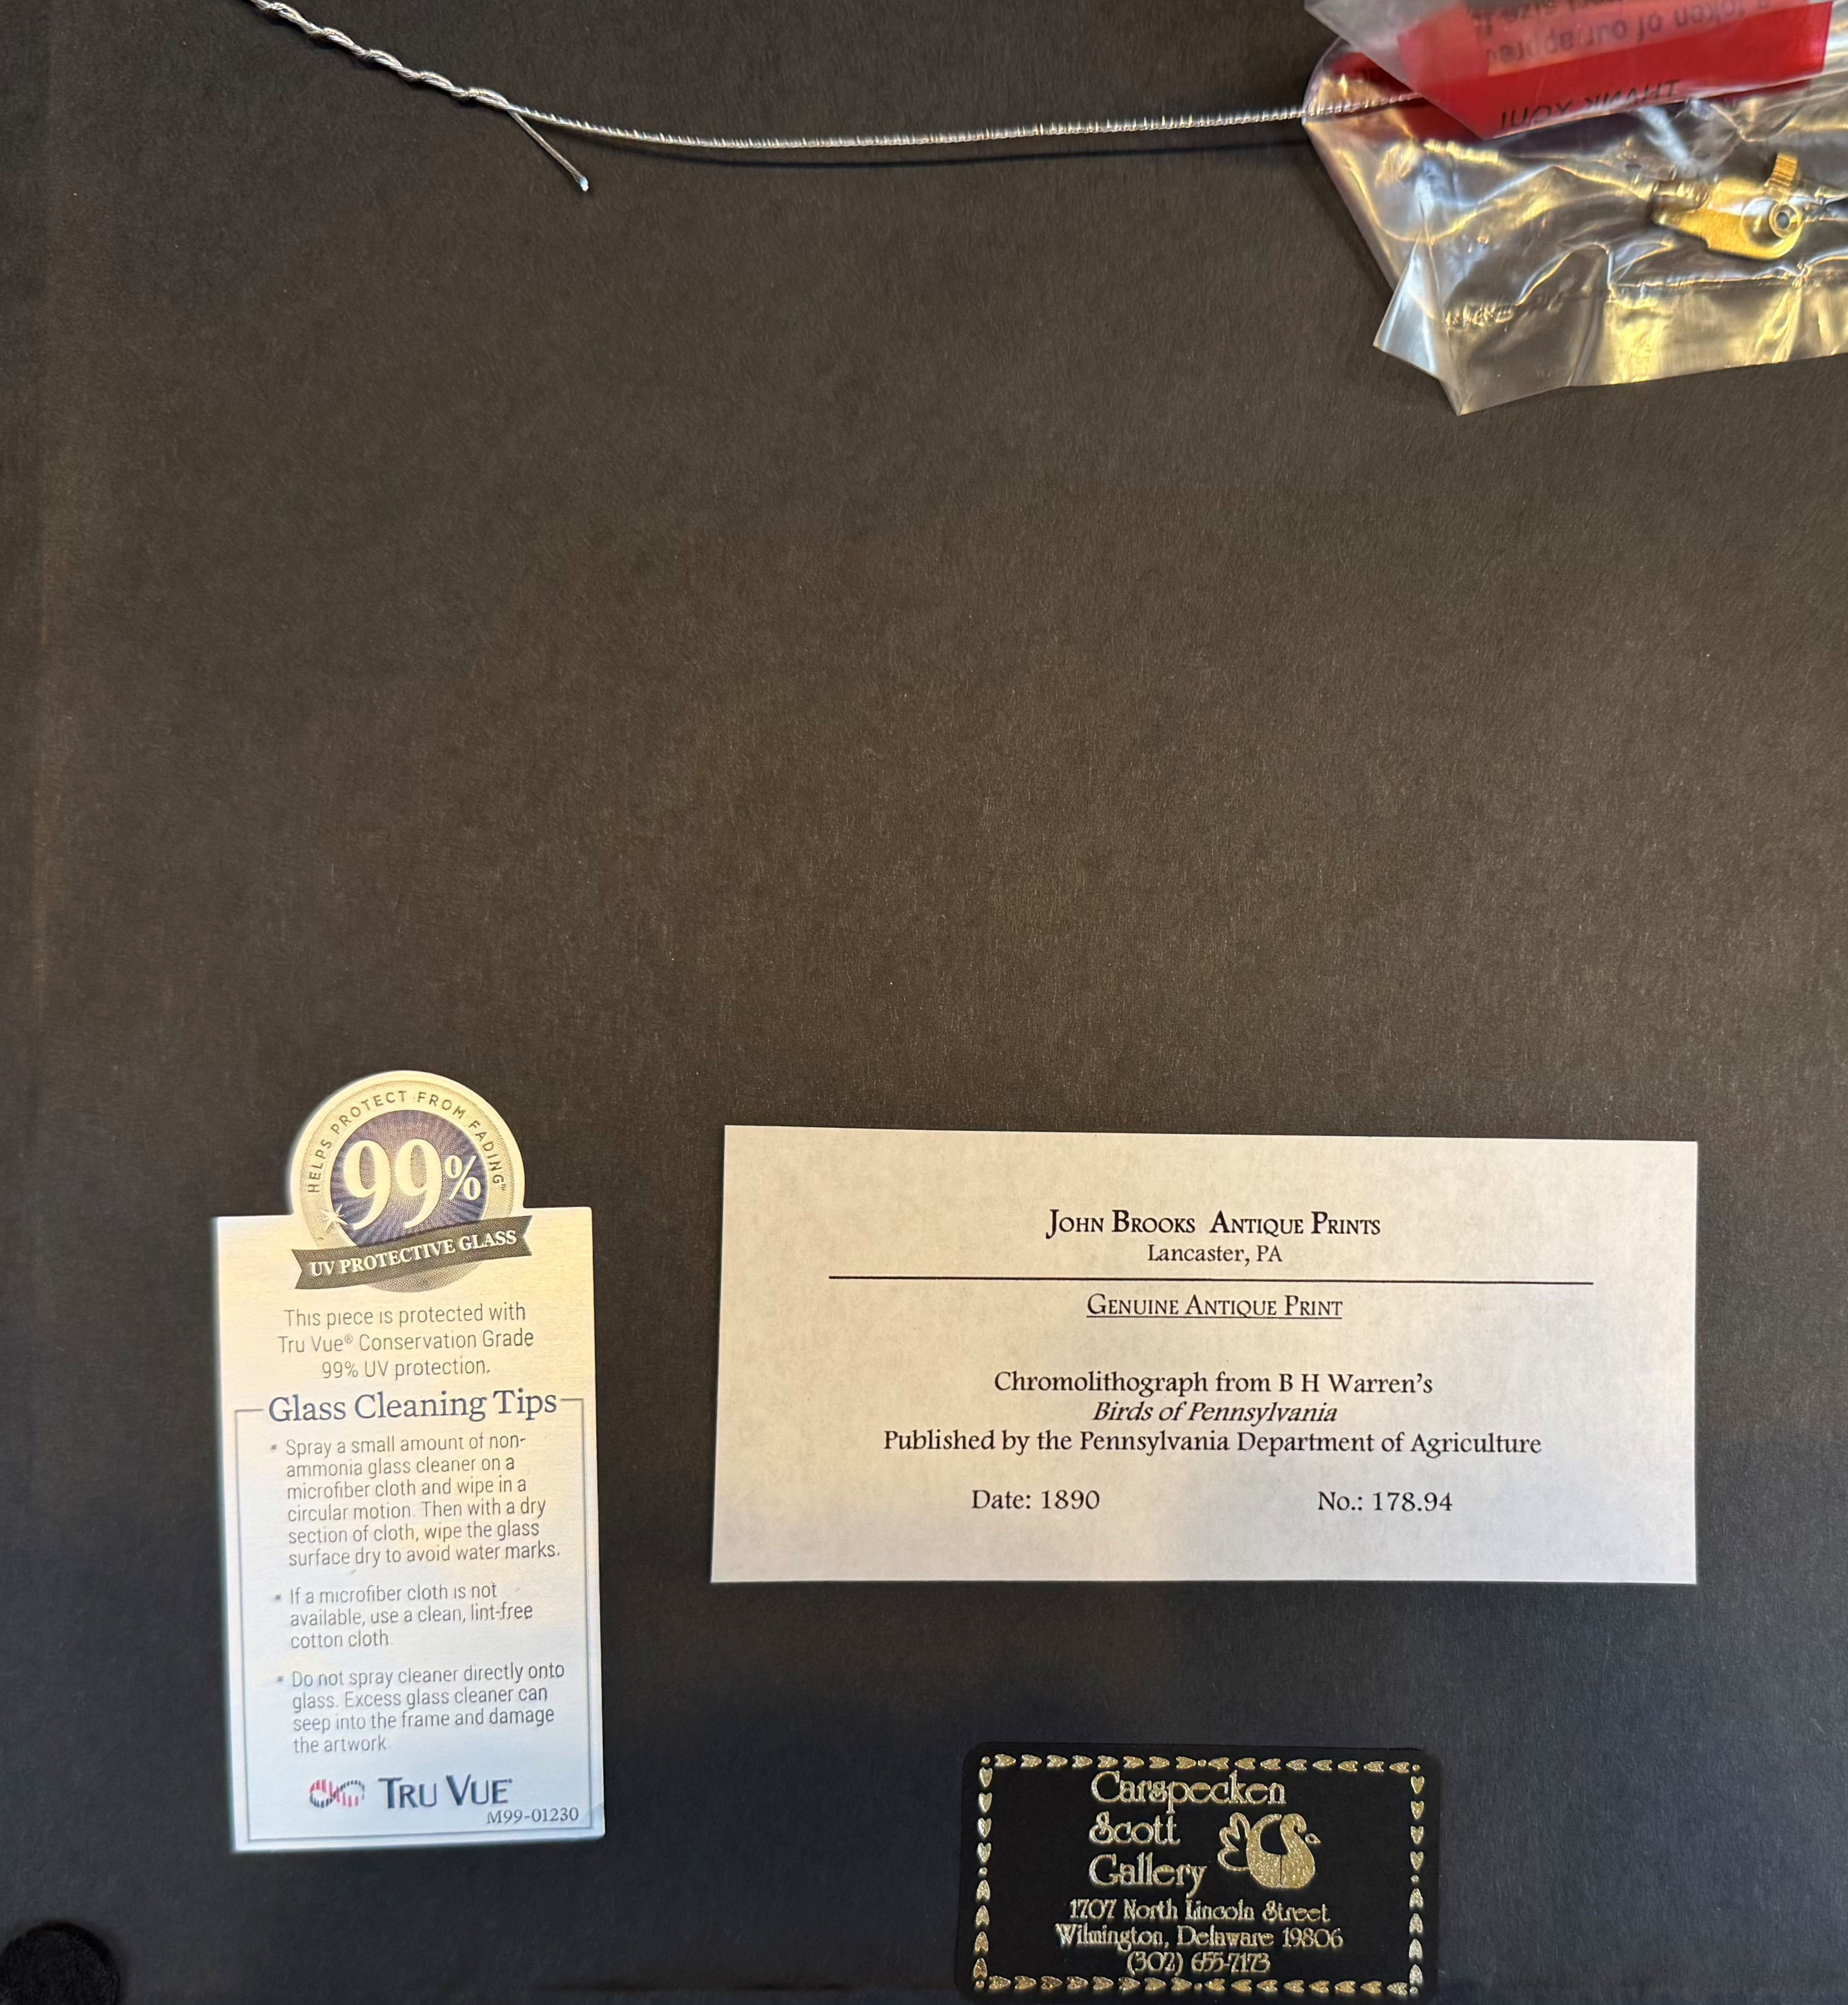 token of our
THANK YOU!
HELPS PROTECT FROM FADING™
99%
UV PROTECTIVE GLASS
This piece is protected with
Tru Vue® Conservation Grade
99% UV protection.
Glass Cleaning Tips
• Spray a small amount of non-
ammonia glass cleaner on a
microfiber cloth and wipe in a
circular motion. Then with a dry
section of cloth, wipe the glass
surface dry to avoid water marks.
• If a microfiber cloth is not
available, use a clean, lint-free
cotton cloth.
• Do not spray cleaner directly onto
glass. Excess glass cleaner can
seep into the frame and damage
the artwork.
TRU VUE®
M99-01230
JOHN BROOKS ANTIQUE PRINTS
Lancaster, PA
GENUINE ANTIQUE PRINT
Chromolithograph from B H Warren's
Birds of Pennsylvania
Published by the Pennsylvania Department of Agriculture
Date: 1890 No.: 178.94
Carspecken
Scott
Gallery
1707 North Lincoln Street
Wilmington, Delaware 19806
(302) 655-7173